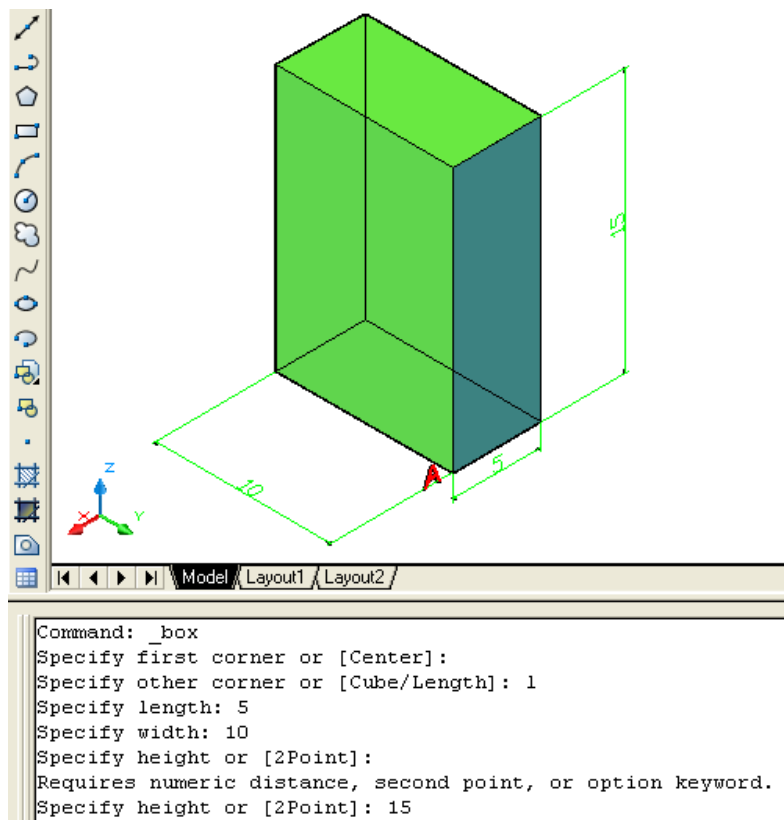 15
5
10
A
Z
X
Y
Model Layout1 Layout2
Command: _box
Specify first corner or [Center]:
Specify other corner or [Cube/Length]: l
Specify length: 5
Specify width: 10
Specify height or [2Point]:
Requires numeric distance, second point, or option keyword.
Specify height or [2Point]: 15